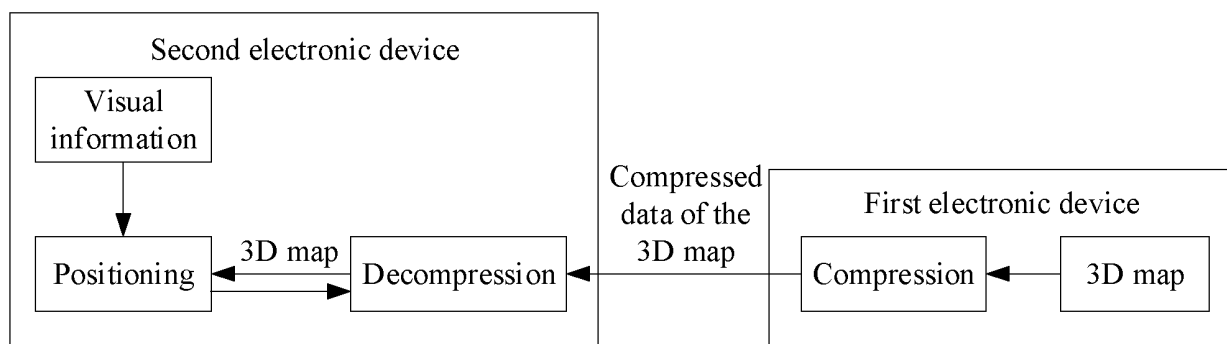 Second electronic device
Visual
information
Positioning
3D map
Decompression
Compressed
data of the
3D map
First electronic device
Compression
3D map